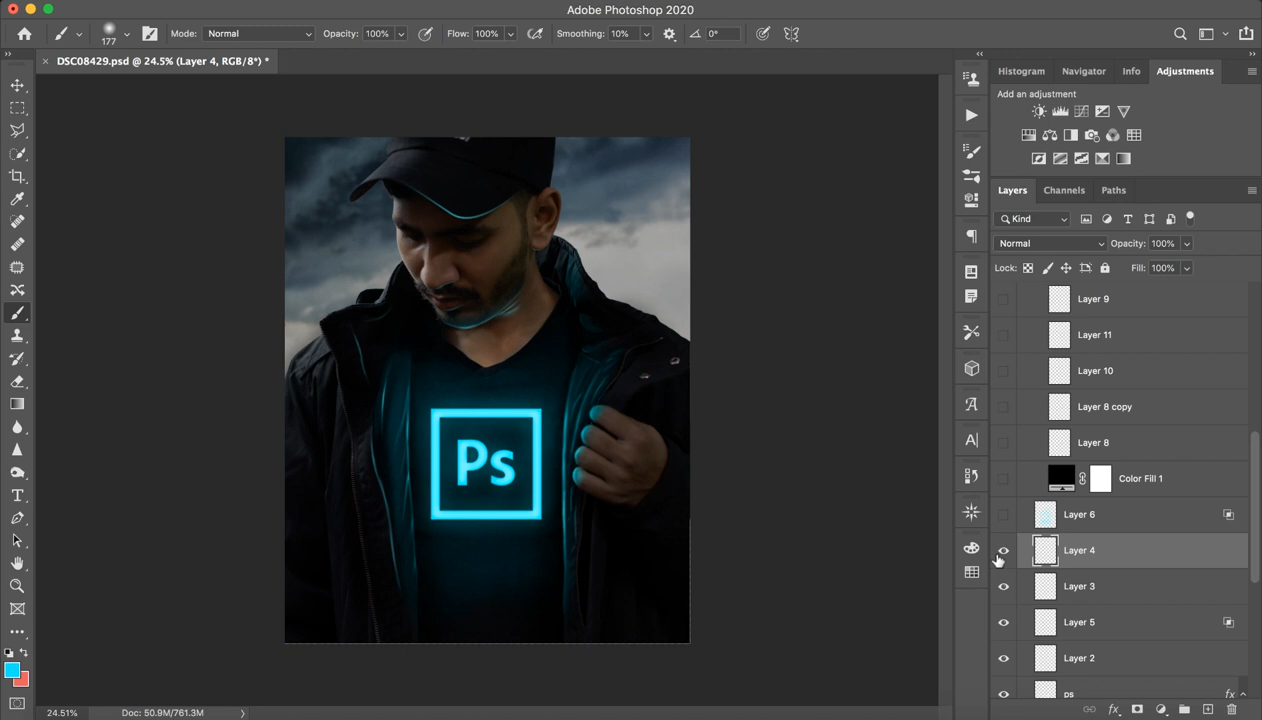 Adobe Photoshop 2020
177
Mode: Normal
Opacity: 100%
Flow: 100%
Smoothing: 10%
0°
× DSC08429.psd @ 24.5% (Layer 4, RGB/8*) *
Histogram
Navigator
Info
Adjustments
Add an adjustment
Layers
Channels
Paths
Kind
Normal
Opacity: 100%
Lock:
Fill: 100%
Layer 9
Layer 11
Layer 10
Layer 8 copy
Layer 8
Color Fill 1
Layer 6
Layer 4
Layer 3
Layer 5
Layer 2
ps
fx
Ps
24.51%
Doc: 50.9M/761.3M
fx